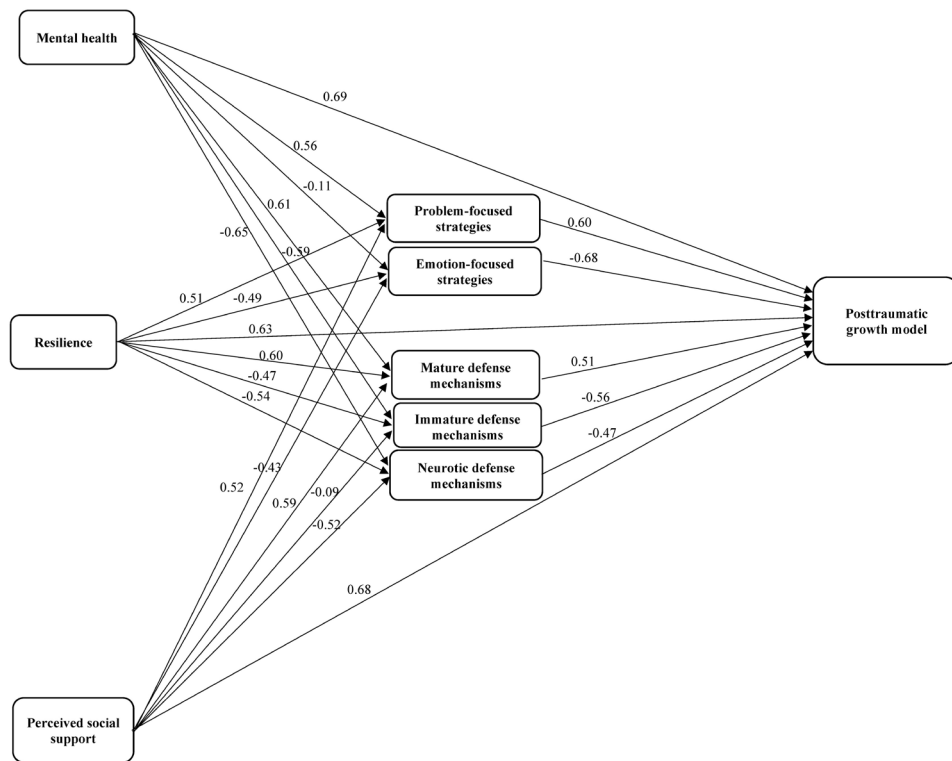 Mental health
0.69
0.56
-0.11
0.61
Problem-focused
strategies
0.60
-0.65
-0.59
Emotion-focused
strategies
-0.68
0.51
-0.49
Posttraumatic
growth model
Resilience
0.63
0.60
Mature defense
mechanisms
0.51
-0.47
-0.54
-0.56
Immature defense
mechanisms
-0.47
-0.43
Neurotic defense
mechanisms
0.52
0.59
-0.09
-0.52
0.68
Perceived social
support